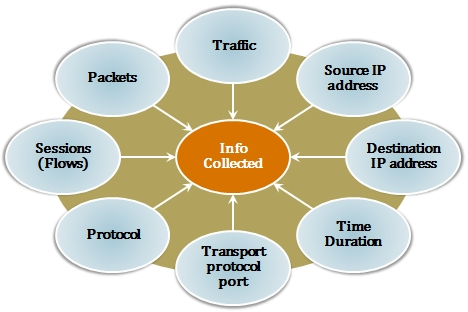 Traffic
Packets
Source IP
address
Sessions
(Flows)
Info
Collected
Destination
IP address
Protocol
Time
Duration
Transport
protocol
port